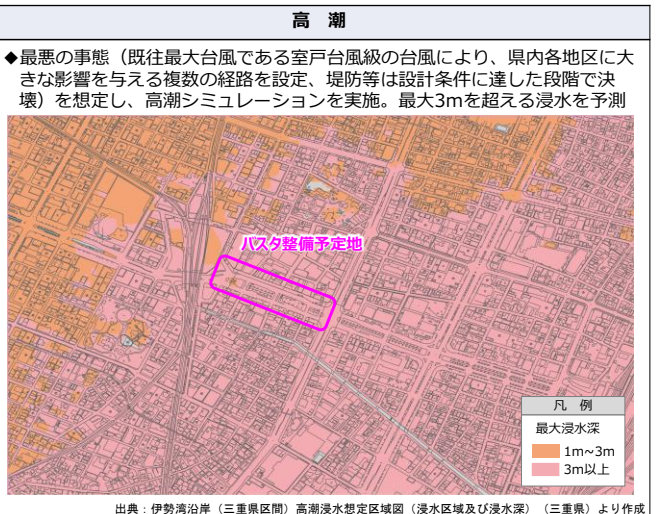 高 潮
◆最悪の事態（既往最大台風である室戸台風級の台風により、県内各地区に大
きな影響を与える複数の経路を設定、堤防等は設計条件に達した段階で決
壊）を想定し、高潮シミュレーションを実施。最大3mを超える浸水を予測
バスタ整備予定地
凡 例
最大浸水深
1m~3m
3m以上
出典：伊勢湾沿岸（三重県区間）高潮浸水想定区域図（浸水区域及び浸水深）（三重県）より作成